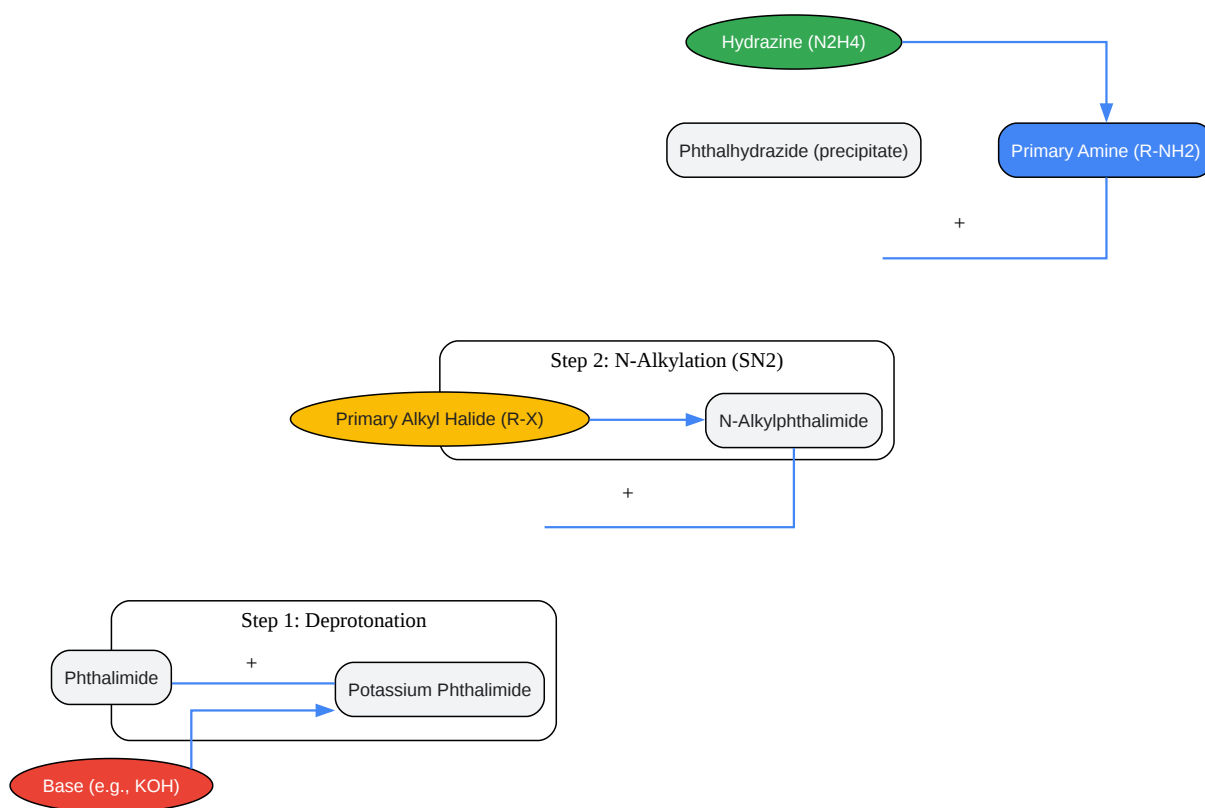 Hydrazine (N2H4)
Phthalhydrazide (precipitate)
Primary Amine (R-NH2)
+
Step 2: N-Alkylation (SN2)
Primary Alkyl Halide (R-X)
N-Alkylphthalimide
+
Step 1: Deprotonation
+
Phthalimide
Potassium Phthalimide
Base (e.g., KOH)